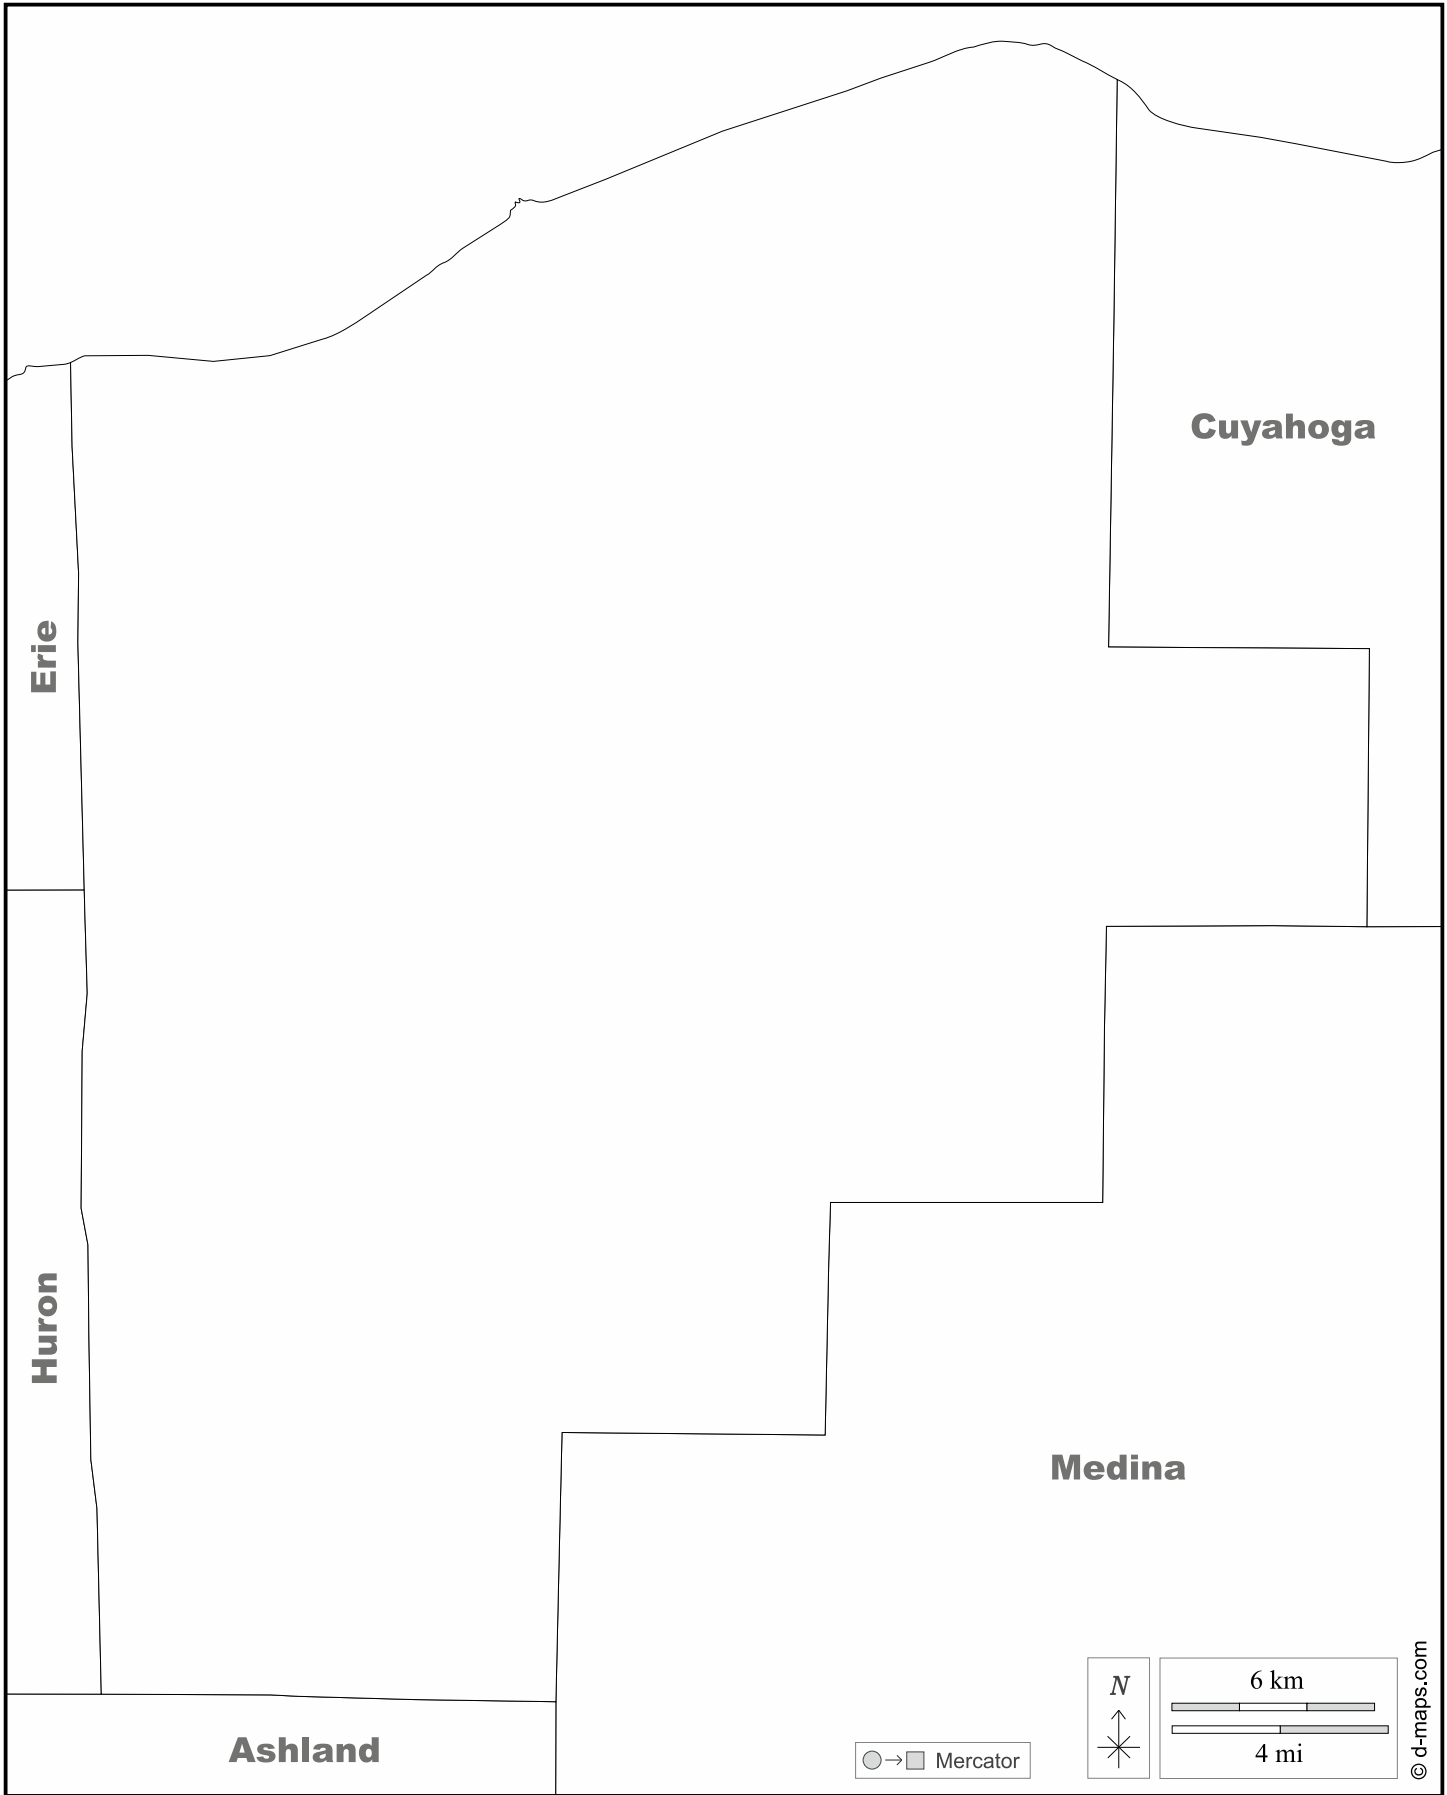 Cuyahoga
Erie
Huron
Medina
Ashland
N
6 km
4 mi
Mercator
© d-maps.com